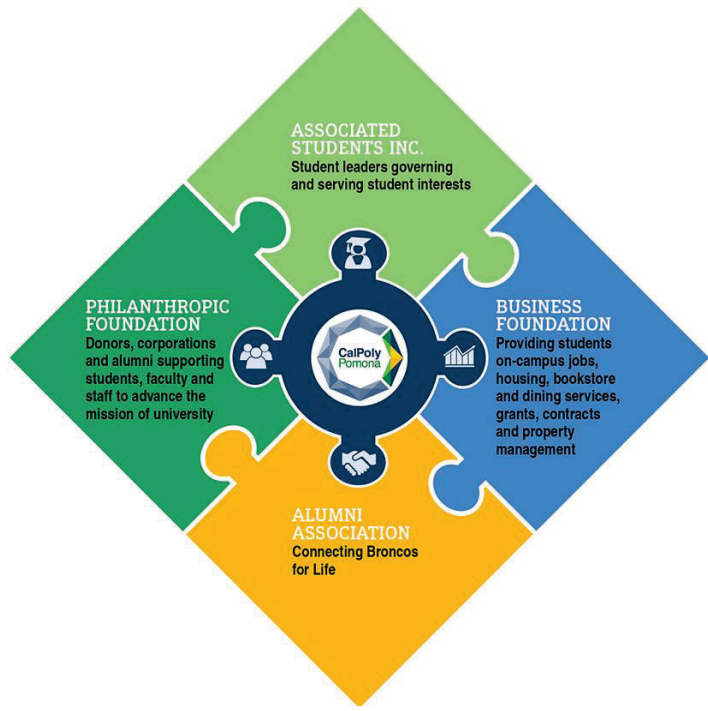 ASSOCIATED
STUDENTS INC.
Student leaders governing
and serving student interests
PHILANTHROPIC
FOUNDATION
Donors, corporations
and alumni supporting
students, faculty and
staff to advance the
mission of university
CalPoly
Pomona
BUSINESS
FOUNDATION
Providing students
on-campus jobs,
housing, bookstore
and dining services,
grants, contracts
and property
management
ALUMNI
ASSOCIATION
Connecting Broncos
for Life